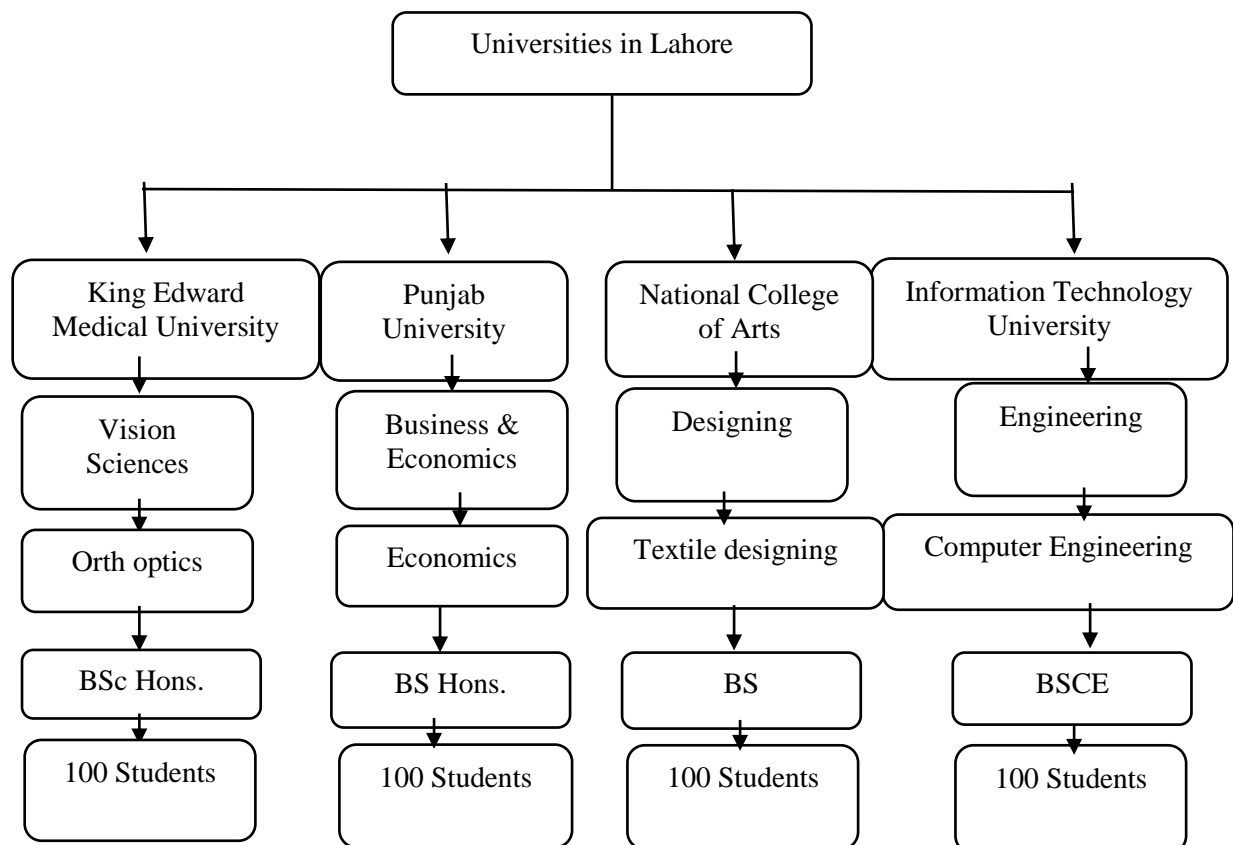 Universities in Lahore
King Edward
Medical University
Punjab
University
National College
of Arts
Information Technology
University
Vision
Sciences
Business &
Economics
Designing
Engineering
Orth optics
Economics
Textile designing
Computer Engineering
BSc Hons.
BS Hons.
BS
BSCE
100 Students
100 Students
100 Students
100 Students